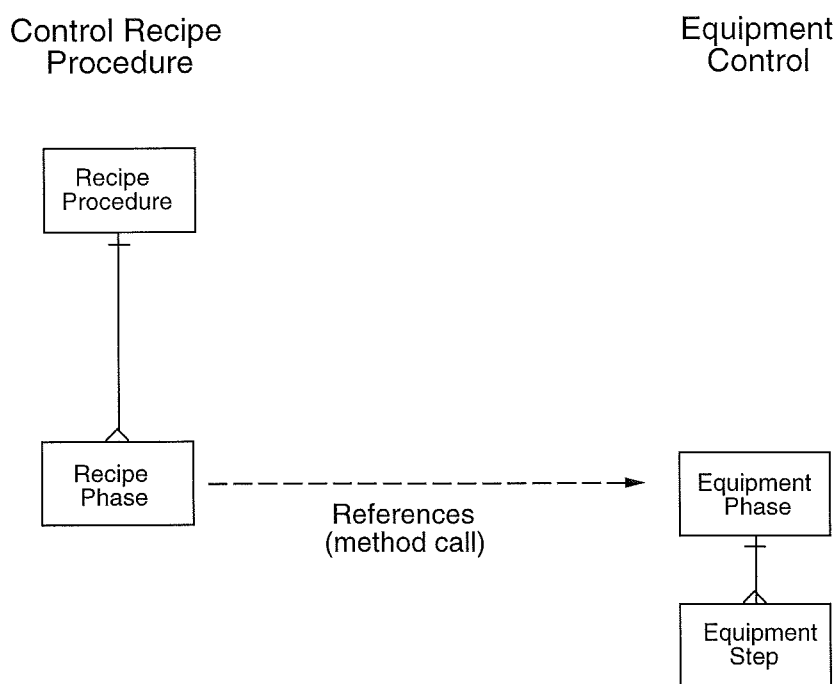 Control Recipe
Procedure
Equipment
Control
Recipe
Procedure
Recipe
Phase
References
(method call)
Equipment
Phase
Equipment
Step